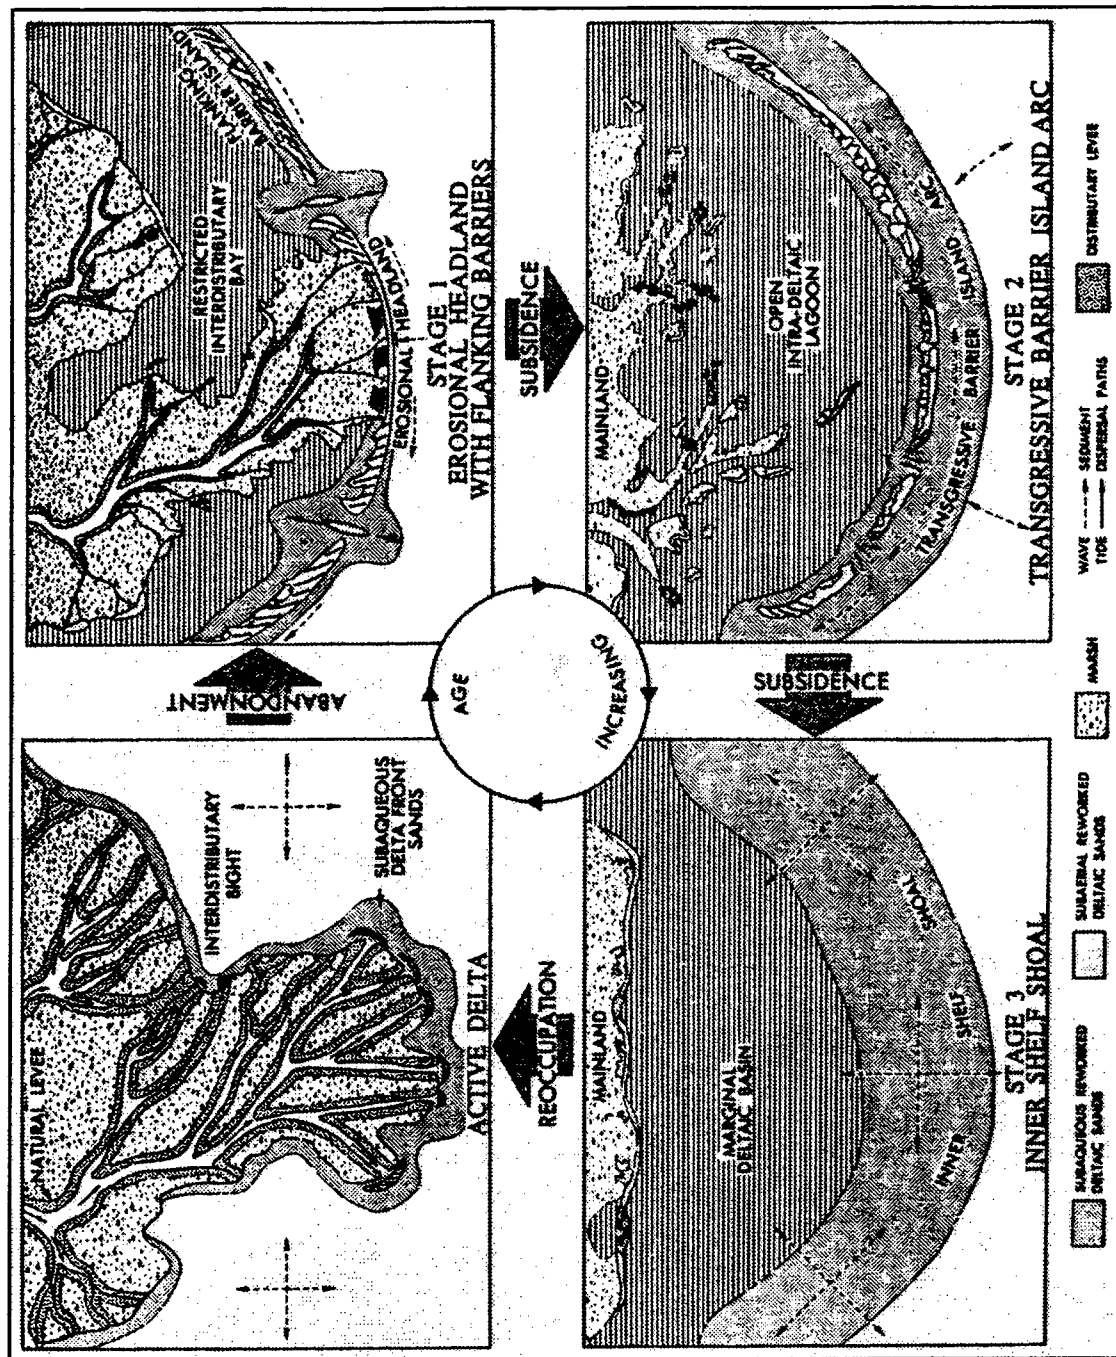 NATURAL LEVEE
INTERDISTRIBUTARY
BIGHT
SUBAQUEOUS
DELTA FRONT
SANDS
ACTIVE DELTA
ABANDONMENT
FLANKING
BARRIER ISLAND
RESTRICTED
INTERDISTRIBUTARY
BAY
EROSIONAL HEADLAND
STAGE 1
EROSIONAL HEADLAND
WITH FLANKING BARRIERS
REOCCUPATION
AGE
INCREASING
SUBSIDENCE
MAINLAND
MARGINAL
DELTAIC BASIN
INNER SHELF SHOAL
STAGE 3
INNER SHELF SHOAL
SUBSIDENCE
MAINLAND
OPEN
INTRA-DELTAIC
LAGOON
TRANSGRESSIVE BARRIER ISLAND ARC
STAGE 2
TRANSGRESSIVE BARRIER ISLAND ARC
SUBAQUOUS REWORKED
DELTAIC SANDS
SUBAERIAL REWORKED
DELTAIC SANDS
MARSH
WAVE SEDIMENT
TIDE DISPERSAL PATHS
DISTRIBUTARY LEVEE